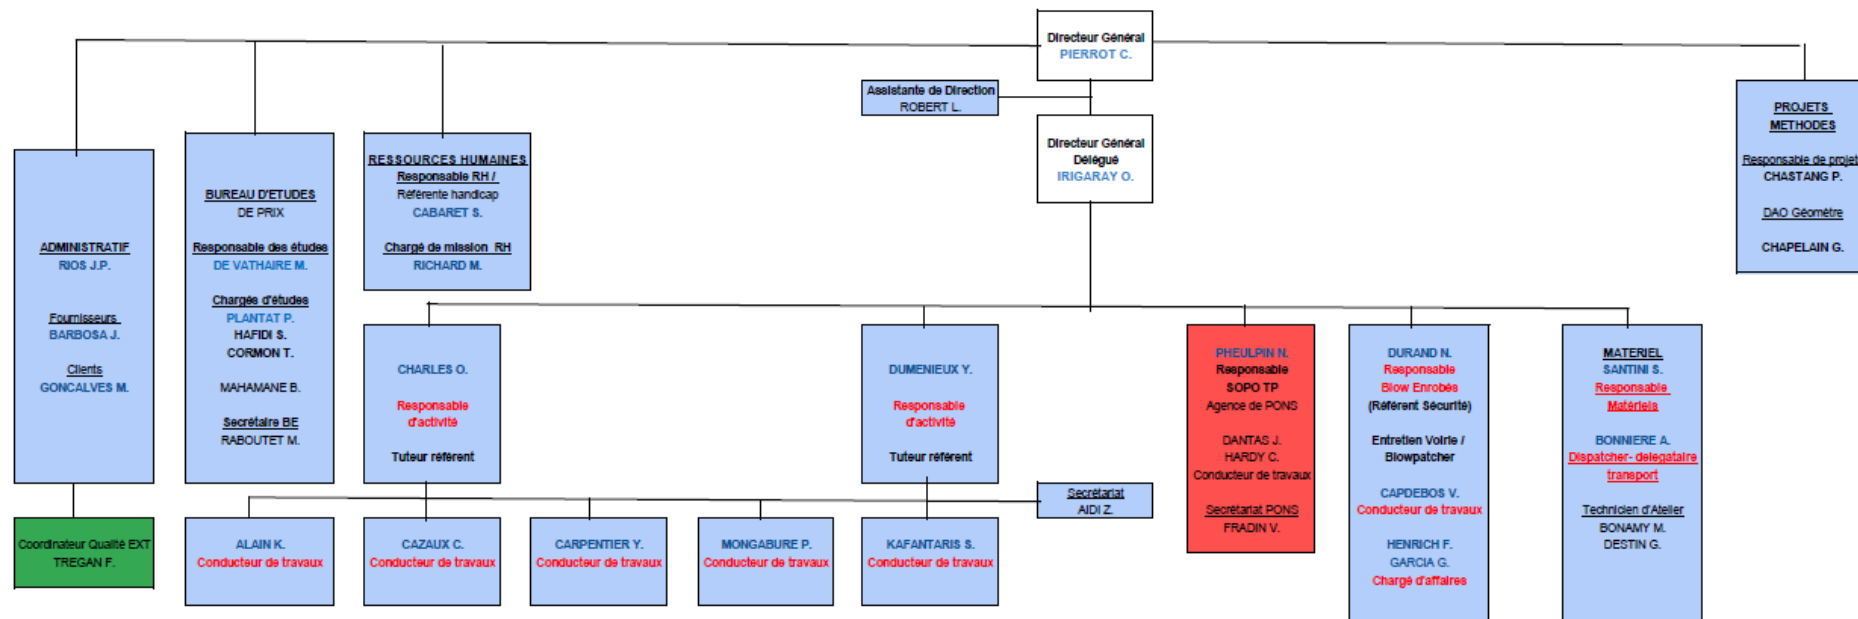 Directeur Général
PIERROT C.
Assistante de Direction
ROBERT L.
Directeur Général
Délégué
IRIGARAY O.
PROJETS
METHODES
Responsable de projet
CHASTANG P.
DAO Géomètre
CHAPELAIN G.
ADMINISTRATIF
RIOS J.P.
Fournisseurs
BARBOSA J.
Clients
GONCALVES M.
BUREAU D'ETUDES
DE PRIX
Responsable des études
DE VATHAIRE M.
Chargés d'études
PLANTAT P.
HAFIDI S.
CORMON T.
MAHAMANE B.
Secrétaire BE
RABOUTET M.
RESSOURCES HUMAINES
Responsable RH /
Référente handicap
CABARET S.
Chargé de mission RH
RICHARD M.
CHARLES O.
Responsable
d'activité
Tuteur référent
DUMENIEUX Y.
Responsable
d'activité
Tuteur référent
PHEULPIN N.
Responsable
SOPO TP
Agence de PONS
DANTAS J.
HARDY C.
Conducteur de travaux
Secrétariat PONS
FRADIN V.
DURAND N.
Responsable
Blow Enrobés
(Référent Sécurité)
Entretien Voirie /
Blowpatcher
CAPDEBOS V.
Conducteur de travaux
HENRICH F.
GARCIA G.
Chargé d'affaires
MATERIEL
SANTINI S.
Responsable
Matériels
BONNIERE A.
Dispatcher- delegataire
transport
Technicien d'Atelier
BONAMY M.
DESTIN G.
Secrétariat
AIDI Z.
Coordinateur Qualité EXT
TREGAN F.
ALAIN K.
Conducteur de travaux
CAZAUX C.
Conducteur de travaux
CARPENTIER Y.
Conducteur de travaux
MONGABURE P.
Conducteur de travaux
KAFANTARIS S.
Conducteur de travaux